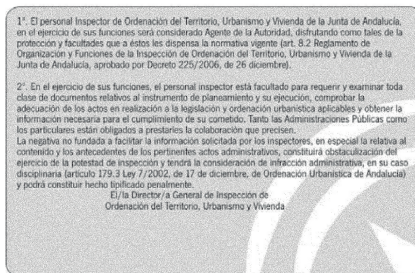 1º. El personal Inspector de Ordenación del Territorio, Urbanismo y Vivienda de la Junta de Andalucía,
en el ejercicio de sus funciones será considerado Agente de la Autoridad, disfrutando como tales de la
protección y facultades que a éstos les dispensa la normativa vigente (art. 8.2 Reglamento de
Organización y Funciones de la Inspección de Ordenación del Territorio, Urbanismo y Vivienda de la
Junta de Andalucía, aprobado por Decreto 225/2006, de 26 diciembre).
2º. En el ejercicio de sus funciones, el personal inspector está facultado para requerir y examinar toda
clase de documentos relativos al instrumento de planeamiento y su ejecución, comprobar la
adecuación de los actos en realización a la legislación y ordenación urbanística aplicables y obtener la
información necesaria para el cumplimiento de su cometido. Tanto las Administraciones Públicas como
los particulares están obligados a prestarles la colaboración que precisen.
La negativa no fundada a facilitar la información solicitada por los inspectores, en especial la relativa al
contenido y los antecedentes de los pertinentes actos administrativos, constituirá obstaculización del
ejercicio de la potestad de inspección y tendrá la consideración de infracción administrativa, en su caso
disciplinaria (artículo 179.3 Ley 7/2002, de 17 de diciembre, de Ordenación Urbanística de Andalucía)
y podrá constituir hecho tipificado penalmente.
El/la Director/a General de Inspección de
Ordenación del Territorio, Urbanismo y Vivienda